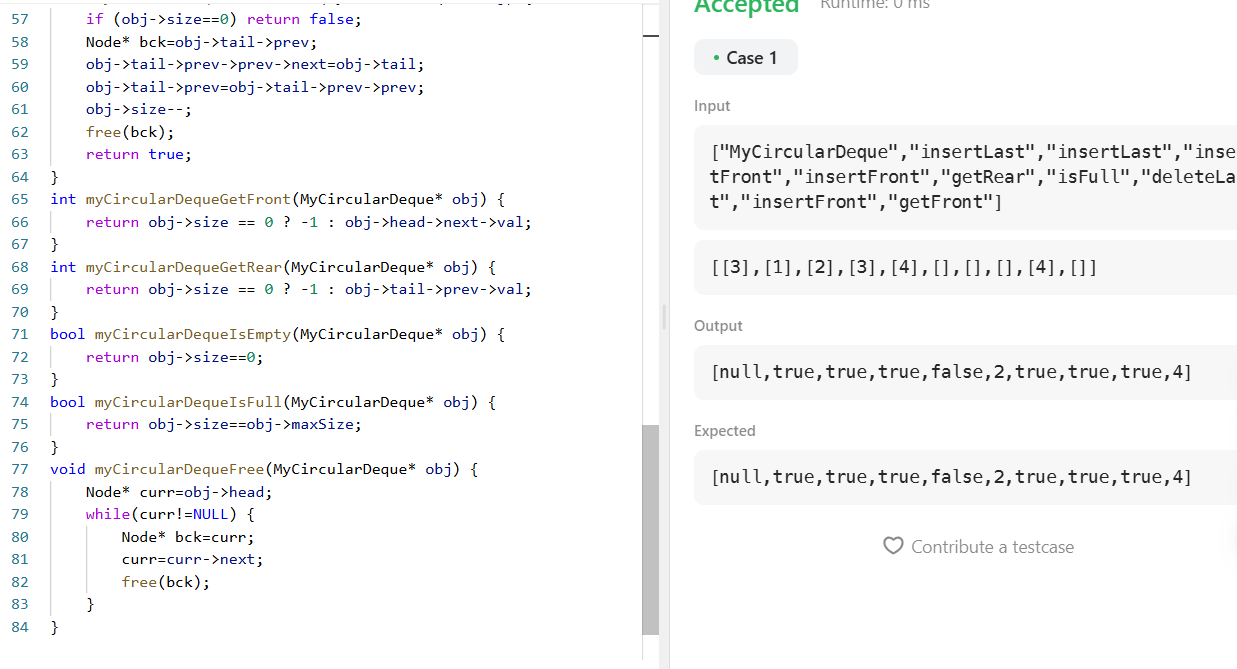 57 if (obj->size==0) return false;
58 Node* bck=obj->tail->prev;
59 obj->tail->prev->prev->next=obj->tail;
60 obj->tail->prev=obj->tail->prev->prev;
61 obj->size--;
62 free(bck);
63 return true;
64 }
65 int myCircularDequeGetFront(MyCircularDeque* obj) {
66 return obj->size == 0 ? -1 : obj->head->next->val;
67 }
68 int myCircularDequeGetRear(MyCircularDeque* obj) {
69 return obj->size == 0 ? -1 : obj->tail->prev->val;
70 }
71 bool myCircularDequeIsEmpty(MyCircularDeque* obj) {
72 return obj->size==0;
73 }
74 bool myCircularDequeIsFull(MyCircularDeque* obj) {
75 return obj->size==obj->maxSize;
76 }
77 void myCircularDequeFree(MyCircularDeque* obj) {
78 Node* curr=obj->head;
79 while(curr!=NULL) {
80 Node* bck=curr;
81 curr=curr->next;
82 free(bck);
83 }
84 }
Accepted Runtime: 0 ms
• Case 1
Input
["MyCircularDeque","insertLast","insertLast","inse
tFront","insertFront","getRear","isFull","deleteLa
t","insertFront","getFront"]
[[3],[1],[2],[3],[4],[],[],[],[4],[]]
Output
[null,true,true,true,false,2,true,true,true,4]
Expected
[null,true,true,true,false,2,true,true,true,4]
Contribute a testcase